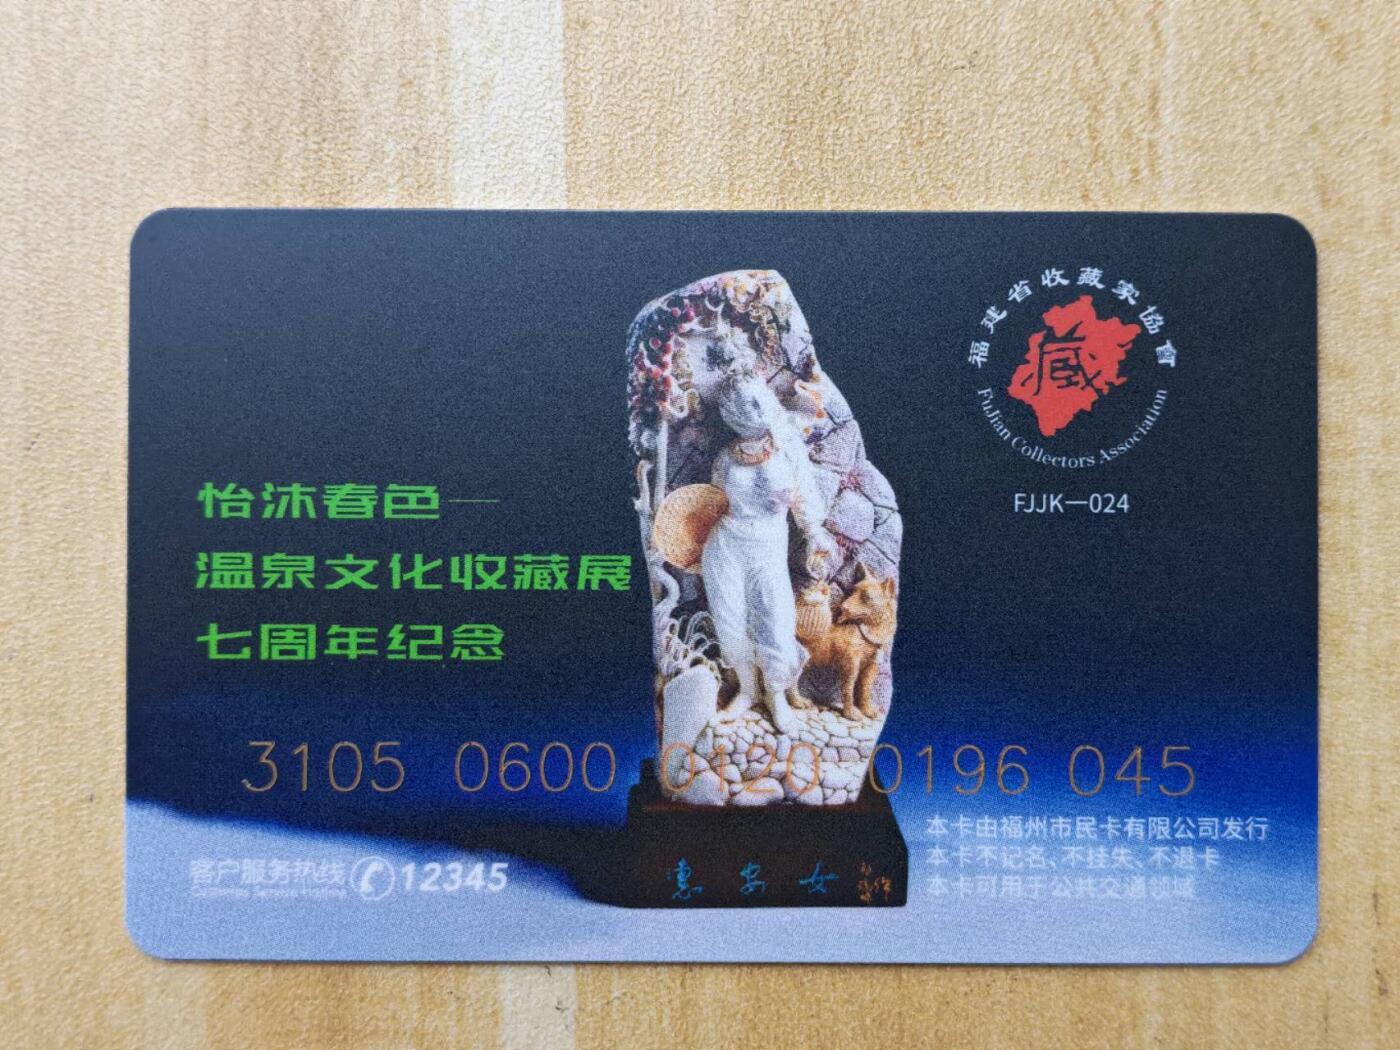 福建省收藏家協會
FuJian Collectors Association
FJJK—024
怡沐春色—
温泉文化收藏展
七周年纪念
3105 0600 0120 0196 045
本卡由福州市民卡有限公司发行
本卡不记名、不挂失、不退卡
本卡可用于公共交通领域
客户服务热线 12345
惠安女